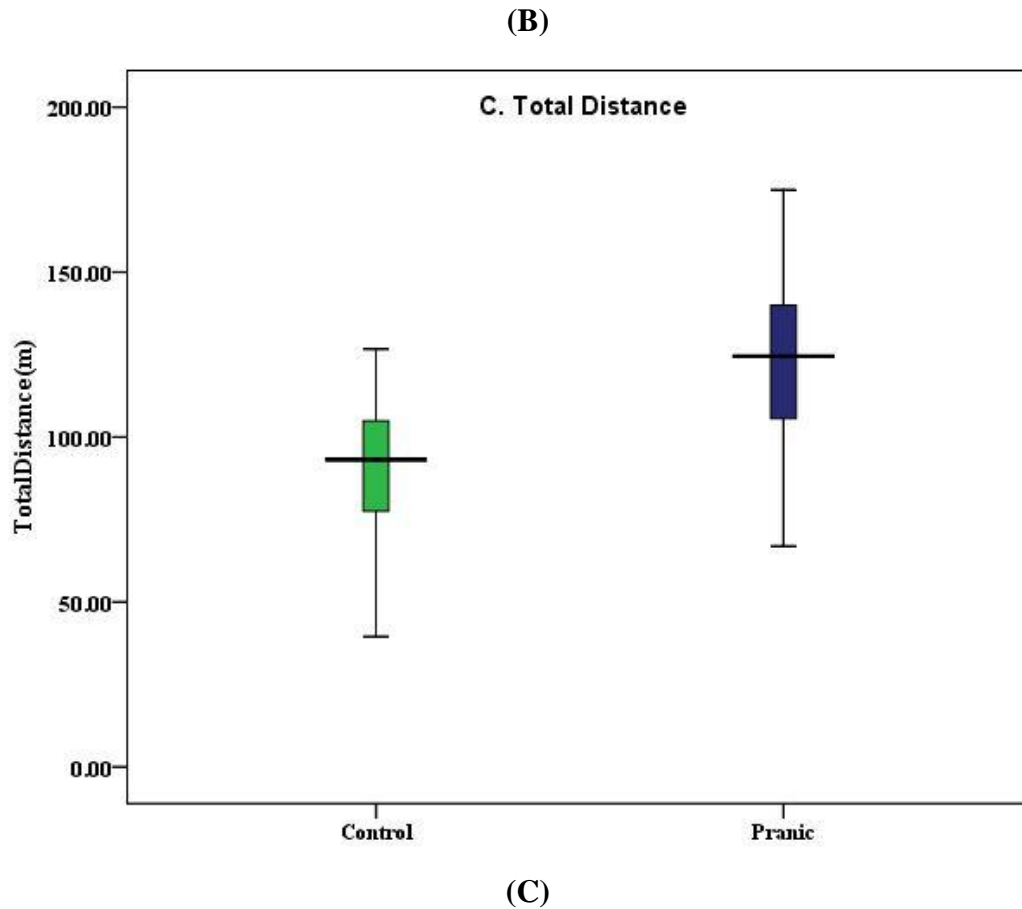 (B)
C. Total Distance
200.00
150.00
100.00
50.00
0.00
TotalDistance(m)
Control Pranic
(C)